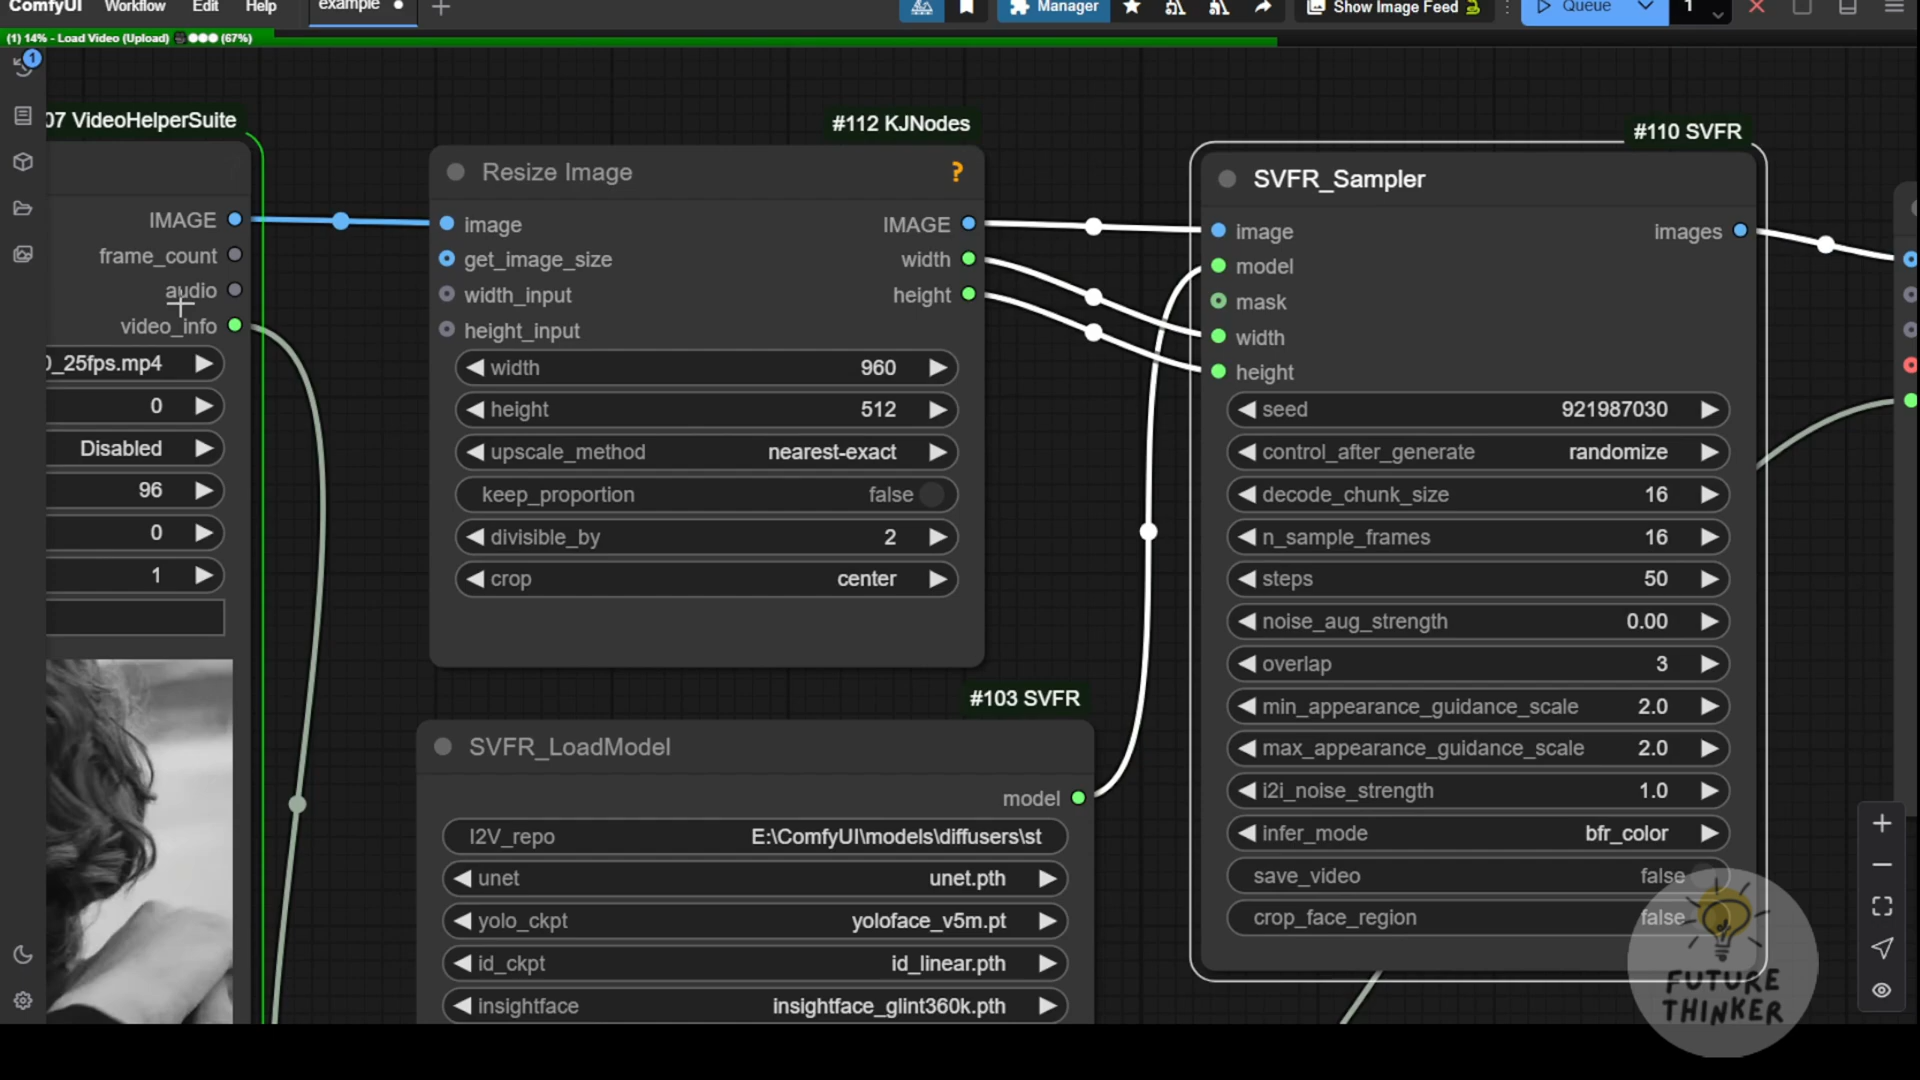 ComfyUI Workflow Edit Help example Manager Show Image Feed Queue 1
(1) 14% - Load Video (Upload) (67%)
1
07 VideoHelperSuite
IMAGE
frame_count
audio
video_info
0_25fps.mp4
0
Disabled
96
0
1
#112 KJNodes
Resize Image ?
image IMAGE
get_image_size width
width_input height
height_input
width 960
height 512
upscale_method nearest-exact
keep_proportion false
divisible_by 2
crop center
#103 SVFR
SVFR_LoadModel
model
I2V_repo E:\ComfyUI\models\diffusers\st
unet unet.pth
yolo_ckpt yoloface_v5m.pt
id_ckpt id_linear.pth
insightface insightface_glint360k.pth
#110 SVFR
SVFR_Sampler
image images
model
mask
width
height
seed 921987030
control_after_generate randomize
decode_chunk_size 16
n_sample_frames 16
steps 50
noise_aug_strength 0.00
overlap 3
min_appearance_guidance_scale 2.0
max_appearance_guidance_scale 2.0
i2i_noise_strength 1.0
infer_mode bfr_color
save_video false
crop_face_region false
FUTURE
THINKER